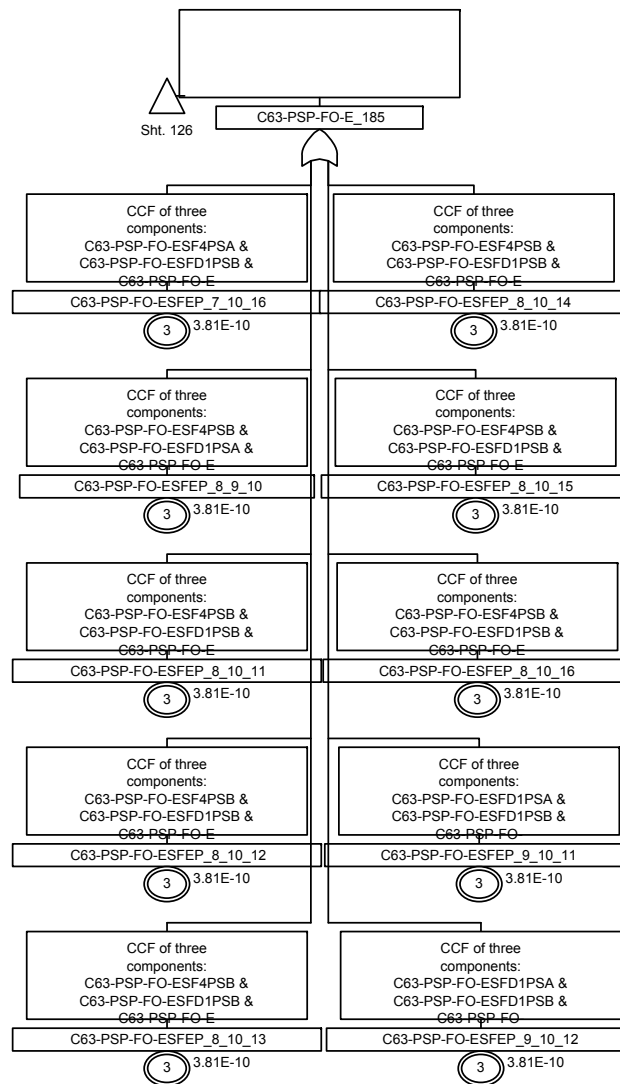 Sht. 126
C63-PSP-FO-E_185
CCF of three
components:
C63-PSP-FO-ESF4PSA &
C63-PSP-FO-ESFD1PSB &
C63-PSP-FO-E
C63-PSP-FO-ESFEP_7_10_16
3
3.81E-10
CCF of three
components:
C63-PSP-FO-ESF4PSB &
C63-PSP-FO-ESFD1PSB &
C63-PSP-FO-E
C63-PSP-FO-ESFEP_8_10_14
3
3.81E-10
CCF of three
components:
C63-PSP-FO-ESF4PSB &
C63-PSP-FO-ESFD1PSA &
C63-PSP-FO-E
C63-PSP-FO-ESFEP_8_9_10
3
3.81E-10
CCF of three
components:
C63-PSP-FO-ESF4PSB &
C63-PSP-FO-ESFD1PSB &
C63-PSP-FO-E
C63-PSP-FO-ESFEP_8_10_15
3
3.81E-10
CCF of three
components:
C63-PSP-FO-ESF4PSB &
C63-PSP-FO-ESFD1PSB &
C63-PSP-FO-E
C63-PSP-FO-ESFEP_8_10_11
3
3.81E-10
CCF of three
components:
C63-PSP-FO-ESF4PSB &
C63-PSP-FO-ESFD1PSB &
C63-PSP-FO-E
C63-PSP-FO-ESFEP_8_10_16
3
3.81E-10
CCF of three
components:
C63-PSP-FO-ESF4PSB &
C63-PSP-FO-ESFD1PSB &
C63-PSP-FO-E
C63-PSP-FO-ESFEP_8_10_12
3
3.81E-10
CCF of three
components:
C63-PSP-FO-ESFD1PSA &
C63-PSP-FO-ESFD1PSB &
C63-PSP-FO-
C63-PSP-FO-ESFEP_9_10_11
3
3.81E-10
CCF of three
components:
C63-PSP-FO-ESF4PSB &
C63-PSP-FO-ESFD1PSB &
C63-PSP-FO-E
C63-PSP-FO-ESFEP_8_10_13
3
3.81E-10
CCF of three
components:
C63-PSP-FO-ESFD1PSA &
C63-PSP-FO-ESFD1PSB &
C63-PSP-FO-
C63-PSP-FO-ESFEP_9_10_12
3
3.81E-10